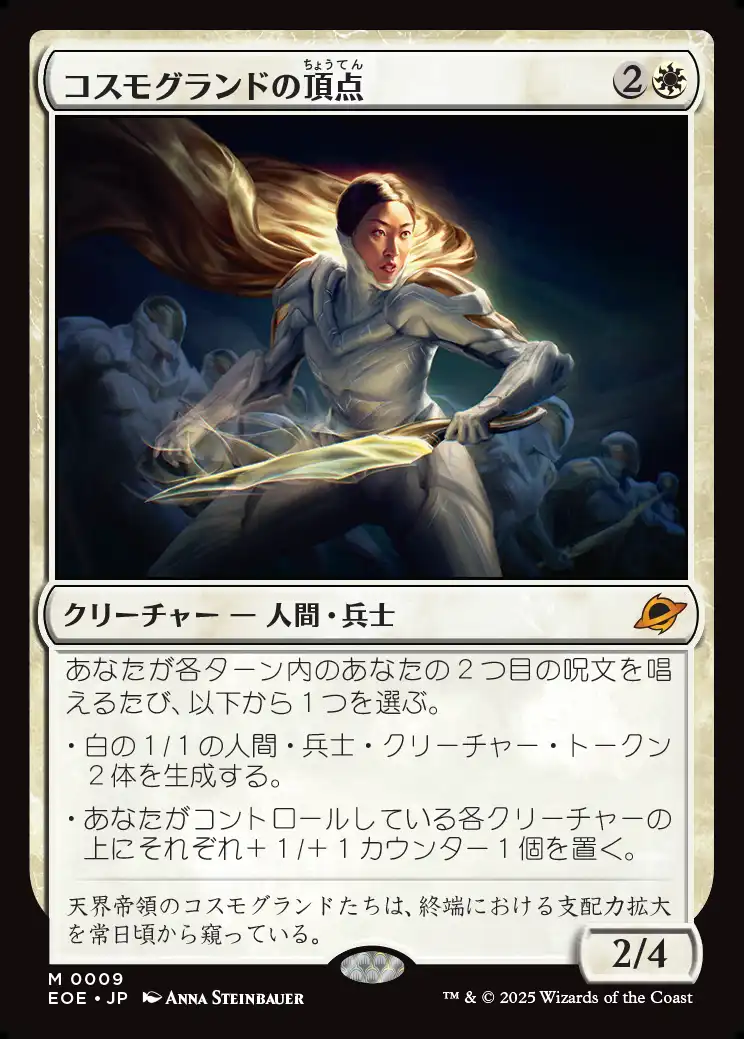 ちょうてん
コスモグランドの頂点 2
クリーチャー — 人間・兵士
あなたが各ターン内のあなたの２つ目の呪文を唱
えるたび、以下から１つを選ぶ。
・白の１/１の人間・兵士・クリーチャー・トークン
２体を生成する。
・あなたがコントロールしている各クリーチャーの
上にそれぞれ＋１/＋１カウンター１個を置く。
天界帝領のコスモグランドたちは、終端における支配力拡大
を常日頃から窺っている。
2/4
M 0009
EOE • JP Anna Steinbauer
™ & © 2025 Wizards of the Coast